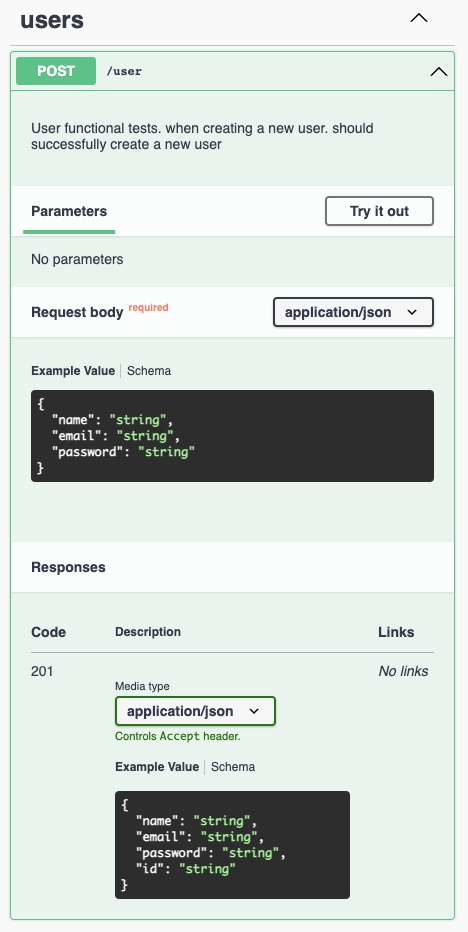 users
POST /user
User functional tests. when creating a new user. should
successfully create a new user
Parameters
Try it out
No parameters
Request body required
application/json
Example Value | Schema
{
  "name": "string",
  "email": "string",
  "password": "string"
}
Responses
Code Description Links
201 No links
Media type
application/json
Controls Accept header.
Example Value | Schema
{
  "name": "string",
  "email": "string",
  "password": "string",
  "id": "string"
}